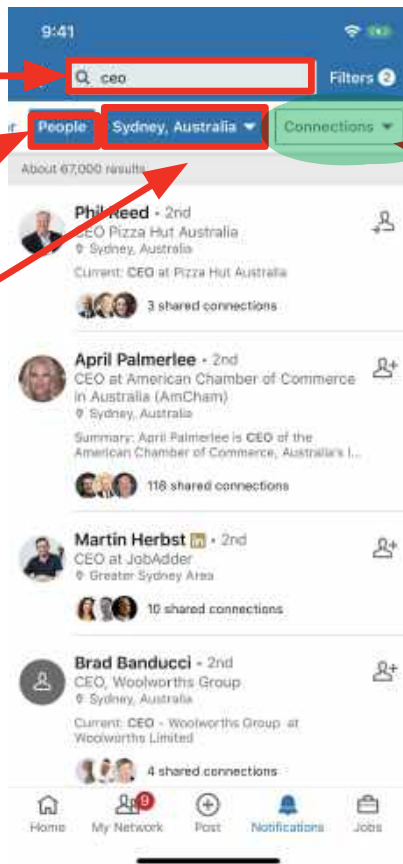 9:41
ceo
Filters 2
r People Sydney, Australia Connections
About 67,000 results
Phil Reed • 2nd
CEO Pizza Hut Australia
Sydney, Australia
Current: CEO at Pizza Hut Australia
3 shared connections
April Palmerlee • 2nd
CEO at American Chamber of Commerce
in Australia (AmCham)
Sydney, Australia
Summary: April Palmerlee is CEO of the
American Chamber of Commerce, Australia's l...
118 shared connections
Martin Herbst in • 2nd
CEO at JobAdder
Greater Sydney Area
10 shared connections
Brad Banducci • 2nd
CEO, Woolworths Group
Sydney, Australia
Current: CEO - Woolworths Group at
Woolworths Limited
4 shared connections
9
Home My Network Post Notifications Jobs